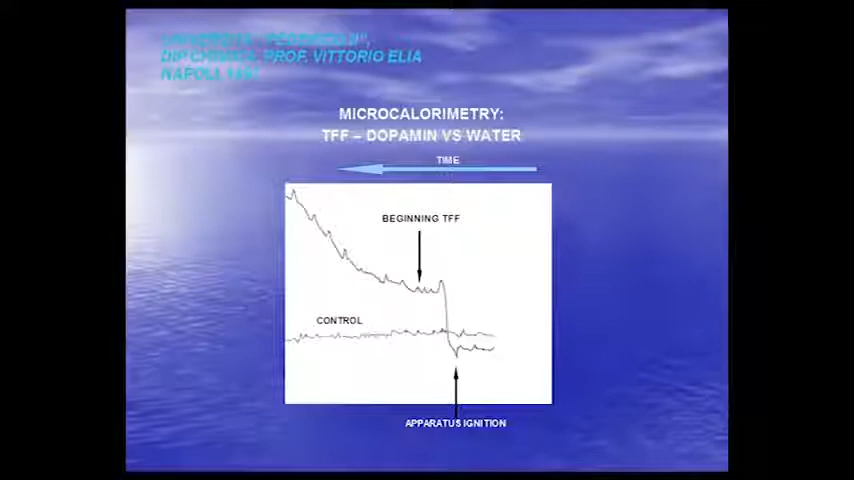 UNIVERSITA' "FEDERICO II",
DIP CHIMICA, PROF. VITTORIO ELIA
NAPOLI
MICROCALORIMETRY:
TFF – DOPAMIN VS WATER
TIME
BEGINNING TFF
CONTROL
APPARATUS IGNITION